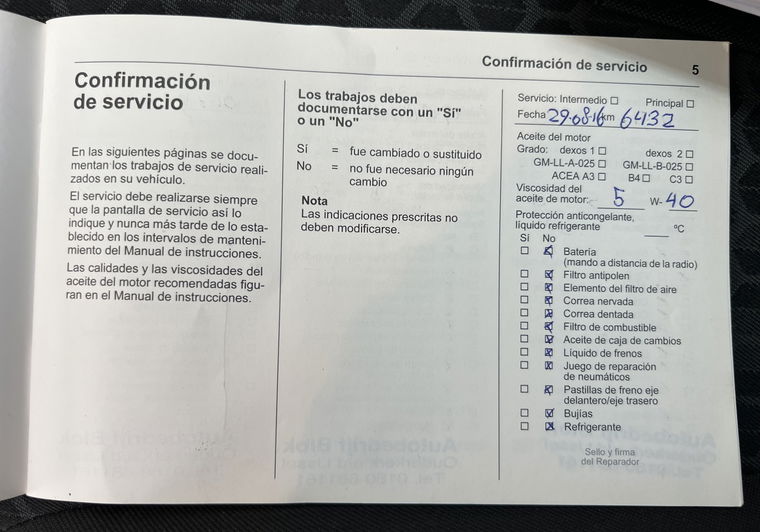 Confirmación de servicio 5
Confirmación
de servicio
En las siguientes páginas se docu-
mentan los trabajos de servicio reali-
zados en su vehículo.
El servicio debe realizarse siempre
que la pantalla de servicio así lo
indique y nunca más tarde de lo esta-
blecido en los intervalos de manteni-
miento del Manual de instrucciones.
Las calidades y las viscosidades del
aceite del motor recomendadas figu-
ran en el Manual de instrucciones.
Los trabajos deben
documentarse con un "Sí"
o un "No"
Sí = fue cambiado o sustituido
No = no fue necesario ningún
cambio
Nota
Las indicaciones prescritas no
deben modificarse.
Servicio: Intermedio ☐ Principal ☐
Fecha 29.08.16 km 6432
Aceite del motor
Grado: dexos 1 ☐ dexos 2 ☐
GM-LL-A-025 ☐ GM-LL-B-025 ☐
ACEA A3 ☐ B4 ☐ C3 ☐
Viscosidad del
aceite de motor: 5 W- 40
Protección anticongelante,
líquido refrigerante °C
Sí No
☐ ☒ Batería
(mando a distancia de la radio)
☐ ☒ Filtro antipolen
☐ ☒ Elemento del filtro de aire
☐ ☒ Correa nervada
☐ ☒ Correa dentada
☐ ☒ Filtro de combustible
☐ ☒ Aceite de caja de cambios
☐ ☒ Líquido de frenos
☐ ☒ Juego de reparación
de neumáticos
☐ ☒ Pastillas de freno eje
delantero/eje trasero
☐ ☒ Bujías
☐ ☒ Refrigerante
Sello y firma
del Reparador